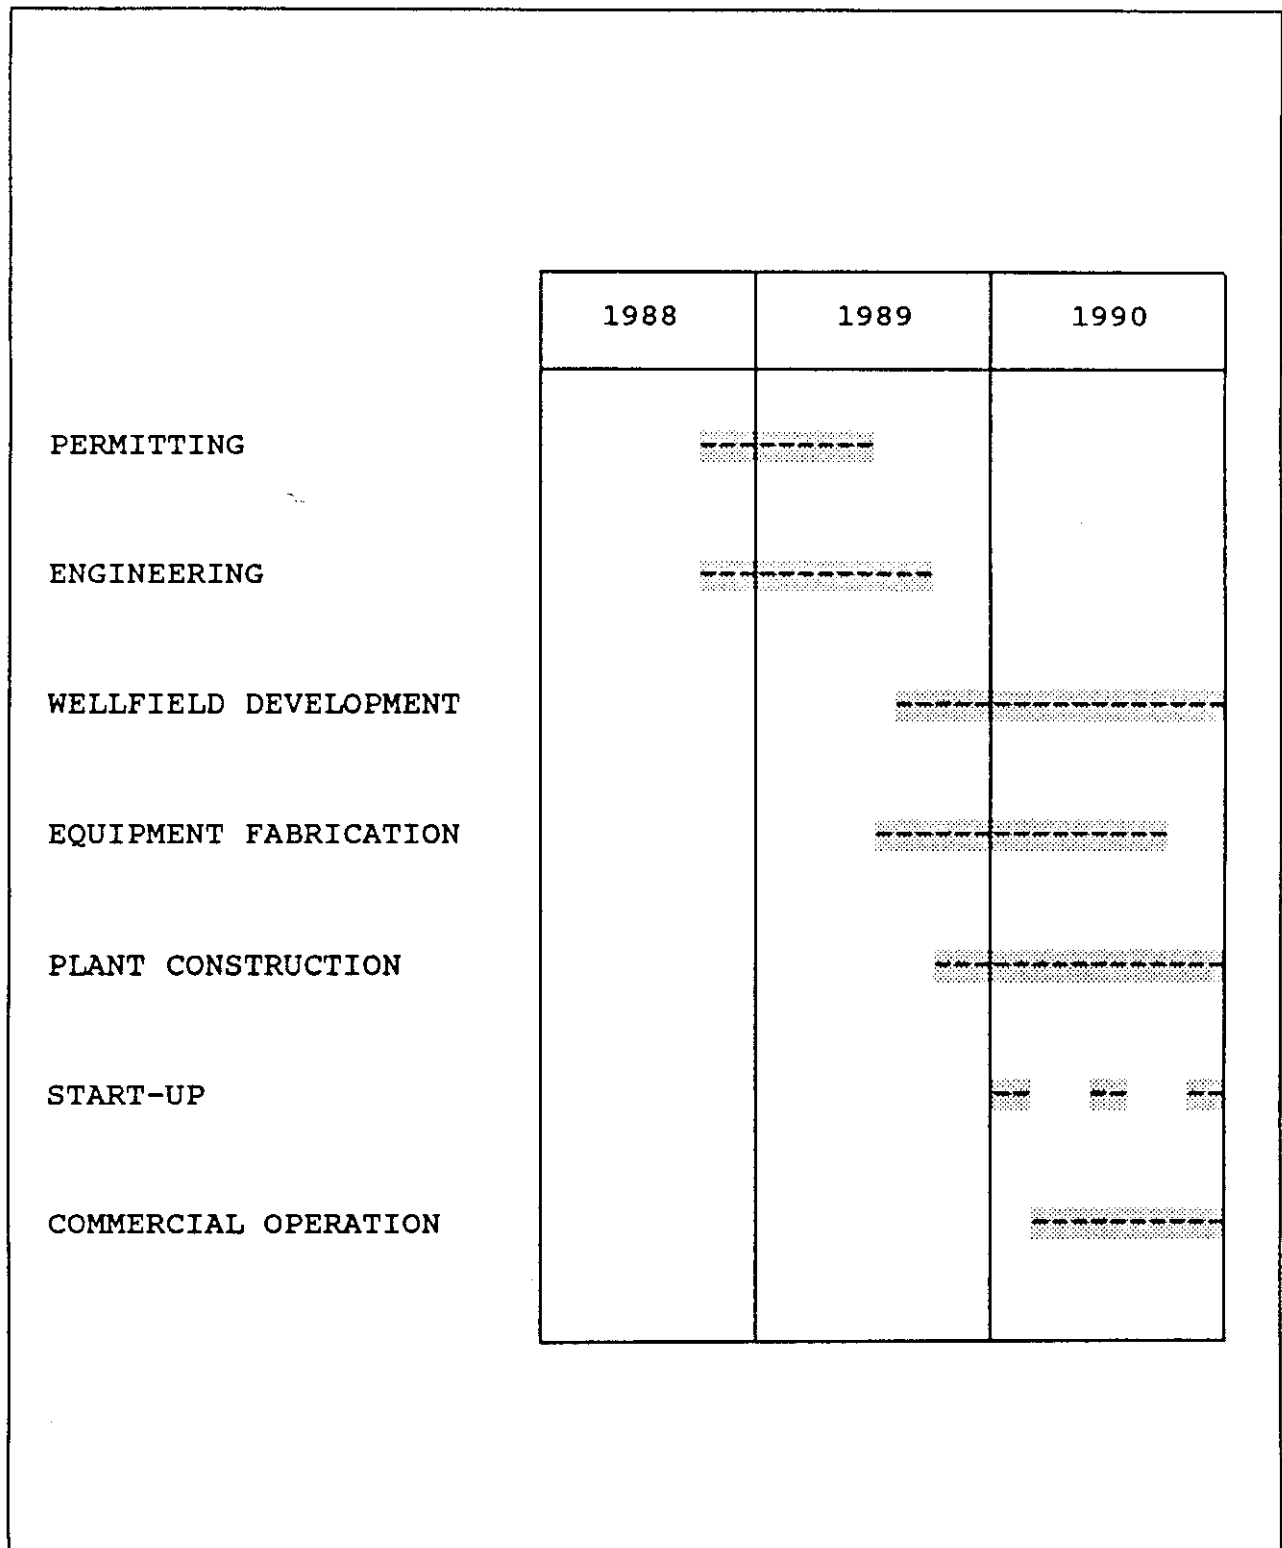 1988 1989 1990
PERMITTING
ENGINEERING
WELLFIELD DEVELOPMENT
EQUIPMENT FABRICATION
PLANT CONSTRUCTION
START-UP
COMMERCIAL OPERATION